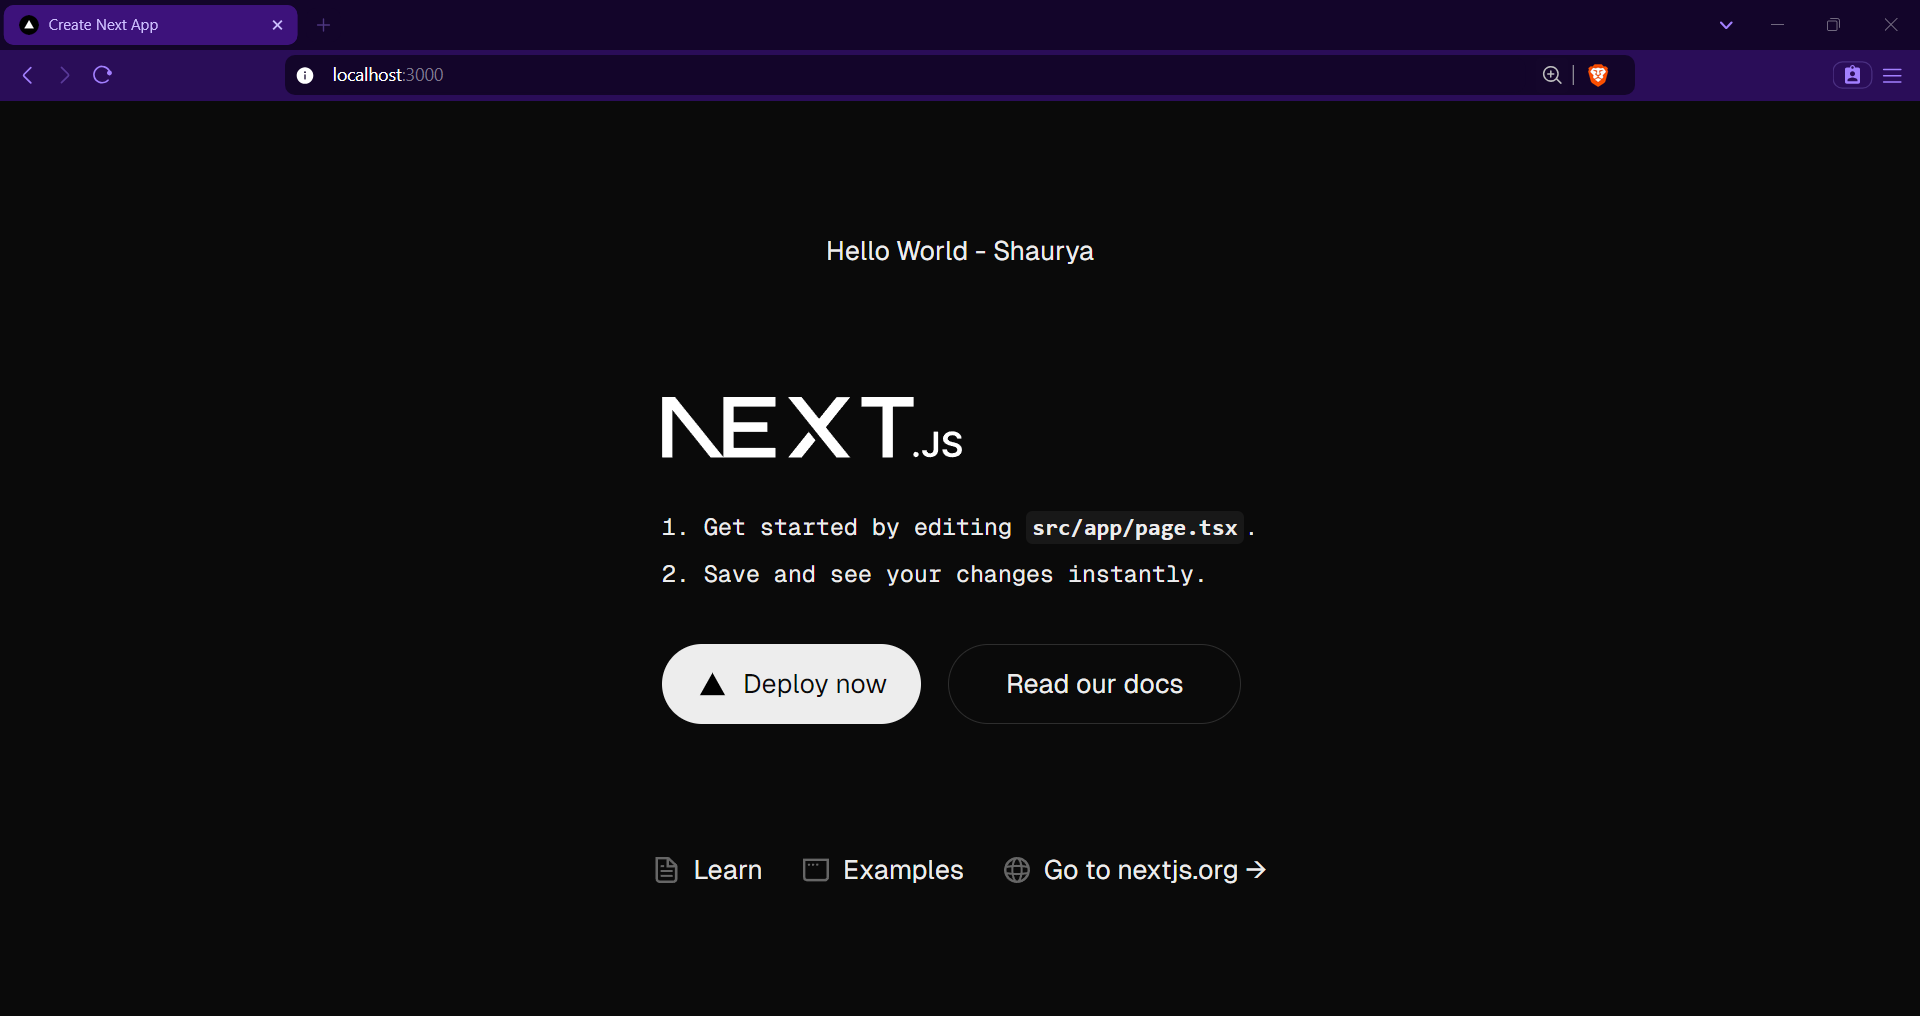 Create Next App
localhost:3000
Hello World - Shaurya
NEXT.JS
1. Get started by editing src/app/page.tsx.
2. Save and see your changes instantly.
Deploy now
Read our docs
Learn
Examples
Go to nextjs.org →